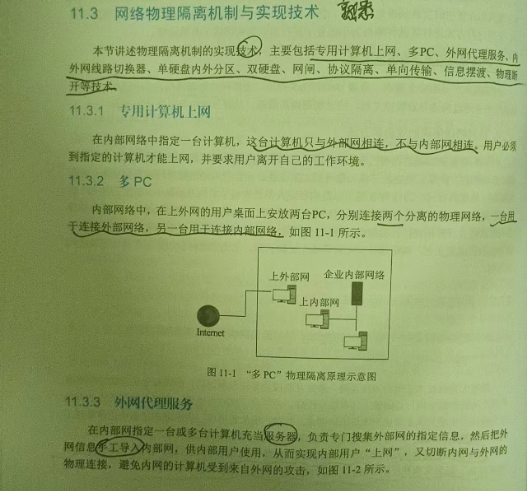 11.3 网络物理隔离机制与实现技术 熟悉
本节讲述物理隔离机制的实现技术,主要包括专用计算机上网、多PC、外网代理服务、内
外网线路切换器、单硬盘内外分区、双硬盘、网闸、协议隔离、单向传输、信息摆渡、物理断
开等技术
11.3.1 专用计算机上网
在内部网络中指定一台计算机,这台计算机只与外部网相连,不与内部网相连。用户必须
到指定的计算机才能上网,并要求用户离开自己的工作环境。
11.3.2 多 PC
内部网络中,在上外网的用户桌面上安放两台PC,分别连接两个分离的物理网络,一台用
于连接外部网络,另一台用于连接内部网络,如图 11-1 所示。
上外部网 企业内部网络
上内部网
Internet
图 11-1 “多 PC”物理隔离原理示意图
11.3.3 外网代理服务
在内部网指定一台或多台计算机充当服务器,负责专门搜集外部网的指定信息,然后把外
网信息手工导入内部网,供内部用户使用,从而实现内部用户“上网”,又切断内网与外网的
物理连接,避免内网的计算机受到来自外网的攻击,如图 11-2 所示。